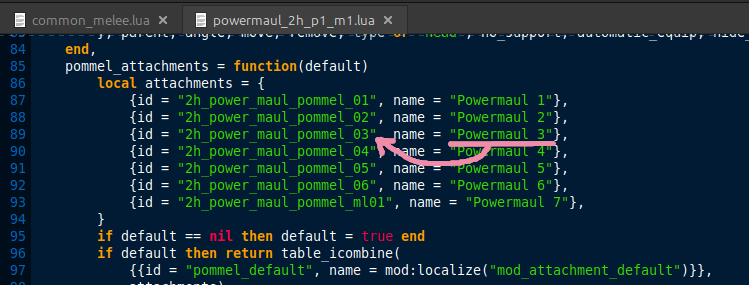 common_melee.lua
powermaul_2h_p1_m1.lua
84 end,
85 pommel_attachments = function(default)
86 local attachments = {
87 {id = "2h_power_maul_pommel_01", name = "Powermaul 1"},
88 {id = "2h_power_maul_pommel_02", name = "Powermaul 2"},
89 {id = "2h_power_maul_pommel_03", name = "Powermaul 3"},
90 {id = "2h_power_maul_pommel_04", name = "Powermaul 4"},
91 {id = "2h_power_maul_pommel_05", name = "Powermaul 5"},
92 {id = "2h_power_maul_pommel_06", name = "Powermaul 6"},
93 {id = "2h_power_maul_pommel_ml01", name = "Powermaul 7"},
94 }
95 if default == nil then default = true end
96 if default then return table_icombine(
97 {{id = "pommel_default", name = mod:localize("mod_attachment_default")}},